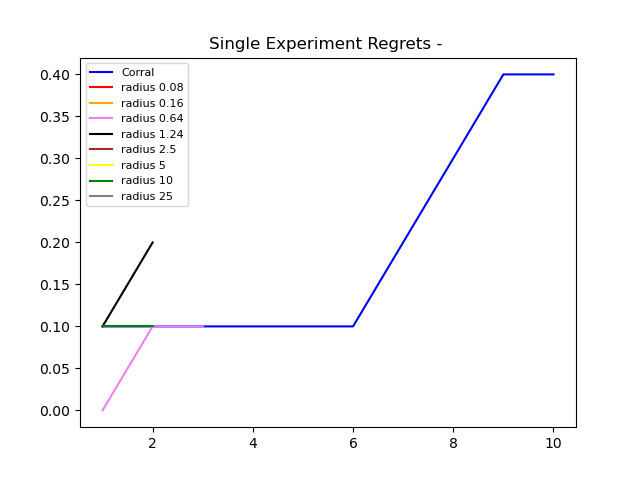 Single Experiment Regrets -
0.40
0.35
0.30
0.25
0.20
0.15
0.10
0.05
0.00
Corral
radius 0.08
radius 0.16
radius 0.64
radius 1.24
radius 2.5
radius 5
radius 10
radius 25
2 4 6 8 10